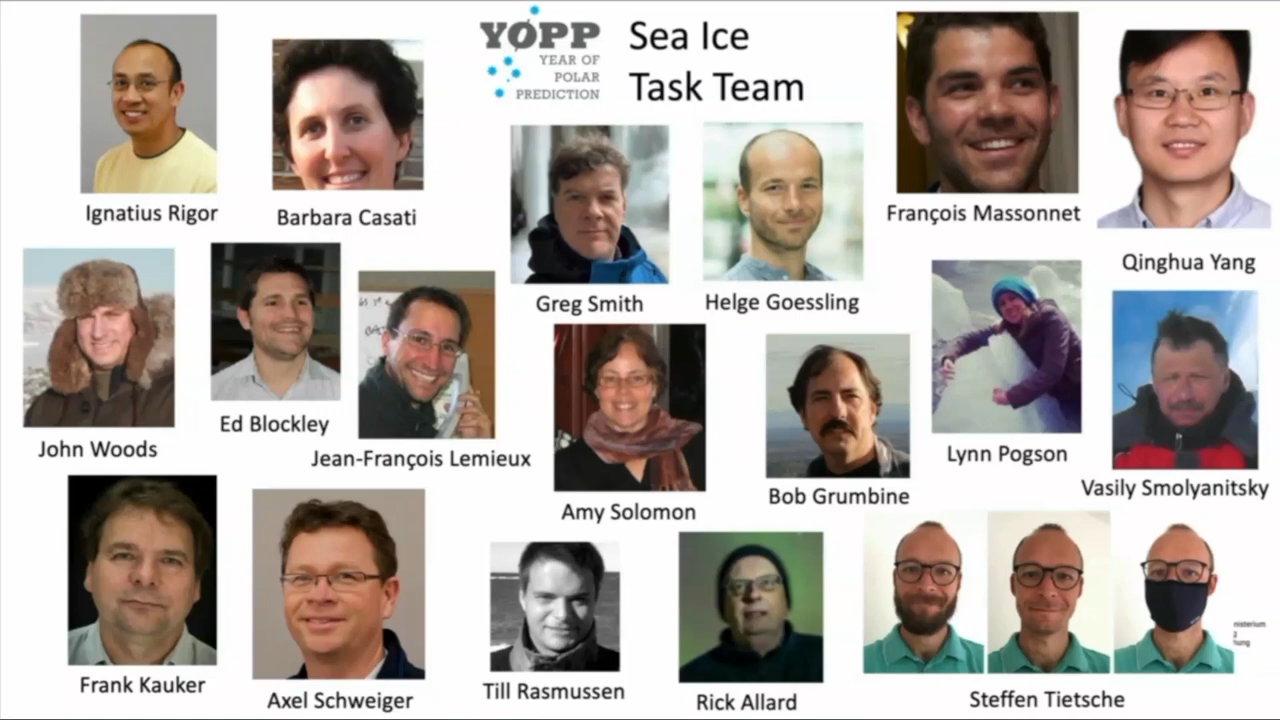 YØPP
YEAR OF
POLAR
PREDICTION
Sea Ice
Task Team
Ignatius Rigor
Barbara Casati
Greg Smith
Helge Goessling
François Massonnet
Qinghua Yang
John Woods
Ed Blockley
Jean-François Lemieux
Amy Solomon
Bob Grumbine
Lynn Pogson
Vasily Smolyanitsky
Frank Kauker
Axel Schweiger
Till Rasmussen
Rick Allard
Steffen Tietsche